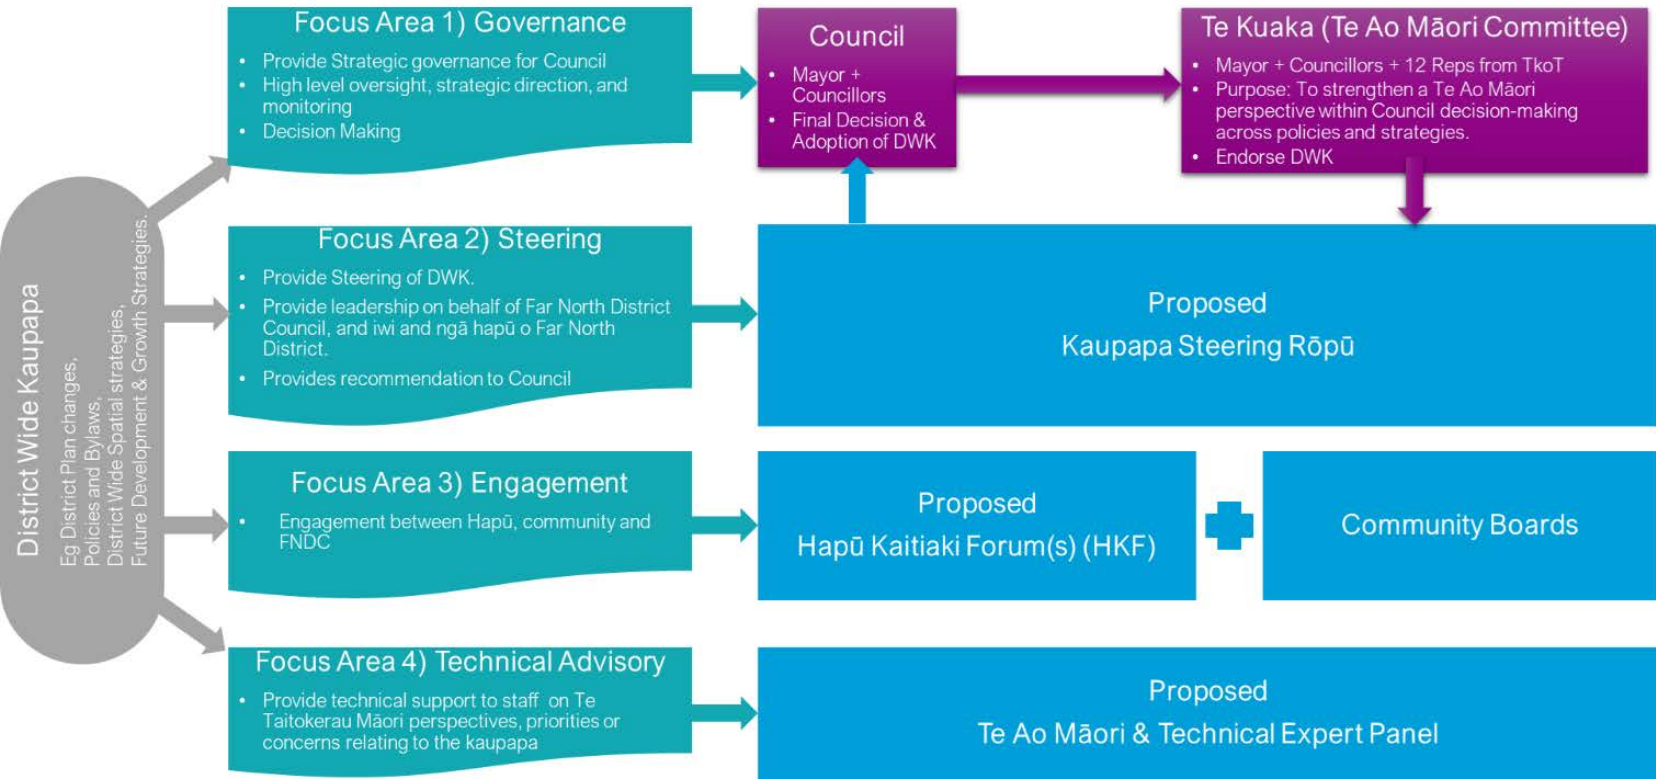 District Wide Kaupapa
Eg District Plan changes,
Policies and Bylaws,
District Wide Spatial strategies,
Future Development & Growth Strategies.
Focus Area 1) Governance
• Provide Strategic governance for Council
• High level oversight, strategic direction, and
monitoring
• Decision Making
Council
• Mayor +
Councillors
• Final Decision &
Adoption of DWK
Te Kuaka (Te Ao Māori Committee)
• Mayor + Councillors + 12 Reps from TkoT
• Purpose: To strengthen a Te Ao Māori
perspective within Council decision-making
across policies and strategies.
• Endorse DWK
Focus Area 2) Steering
• Provide Steering of DWK.
• Provide leadership on behalf of Far North District
Council, and iwi and ngā hapū o Far North
District.
• Provides recommendation to Council
Proposed
Kaupapa Steering Rōpū
Focus Area 3) Engagement
• Engagement between Hapū, community and
FNDC
Proposed
Hapū Kaitiaki Forum(s) (HKF)
Community Boards
Focus Area 4) Technical Advisory
• Provide technical support to staff on Te
Taitokerau Māori perspectives, priorities or
concerns relating to the kaupapa
Proposed
Te Ao Māori & Technical Expert Panel